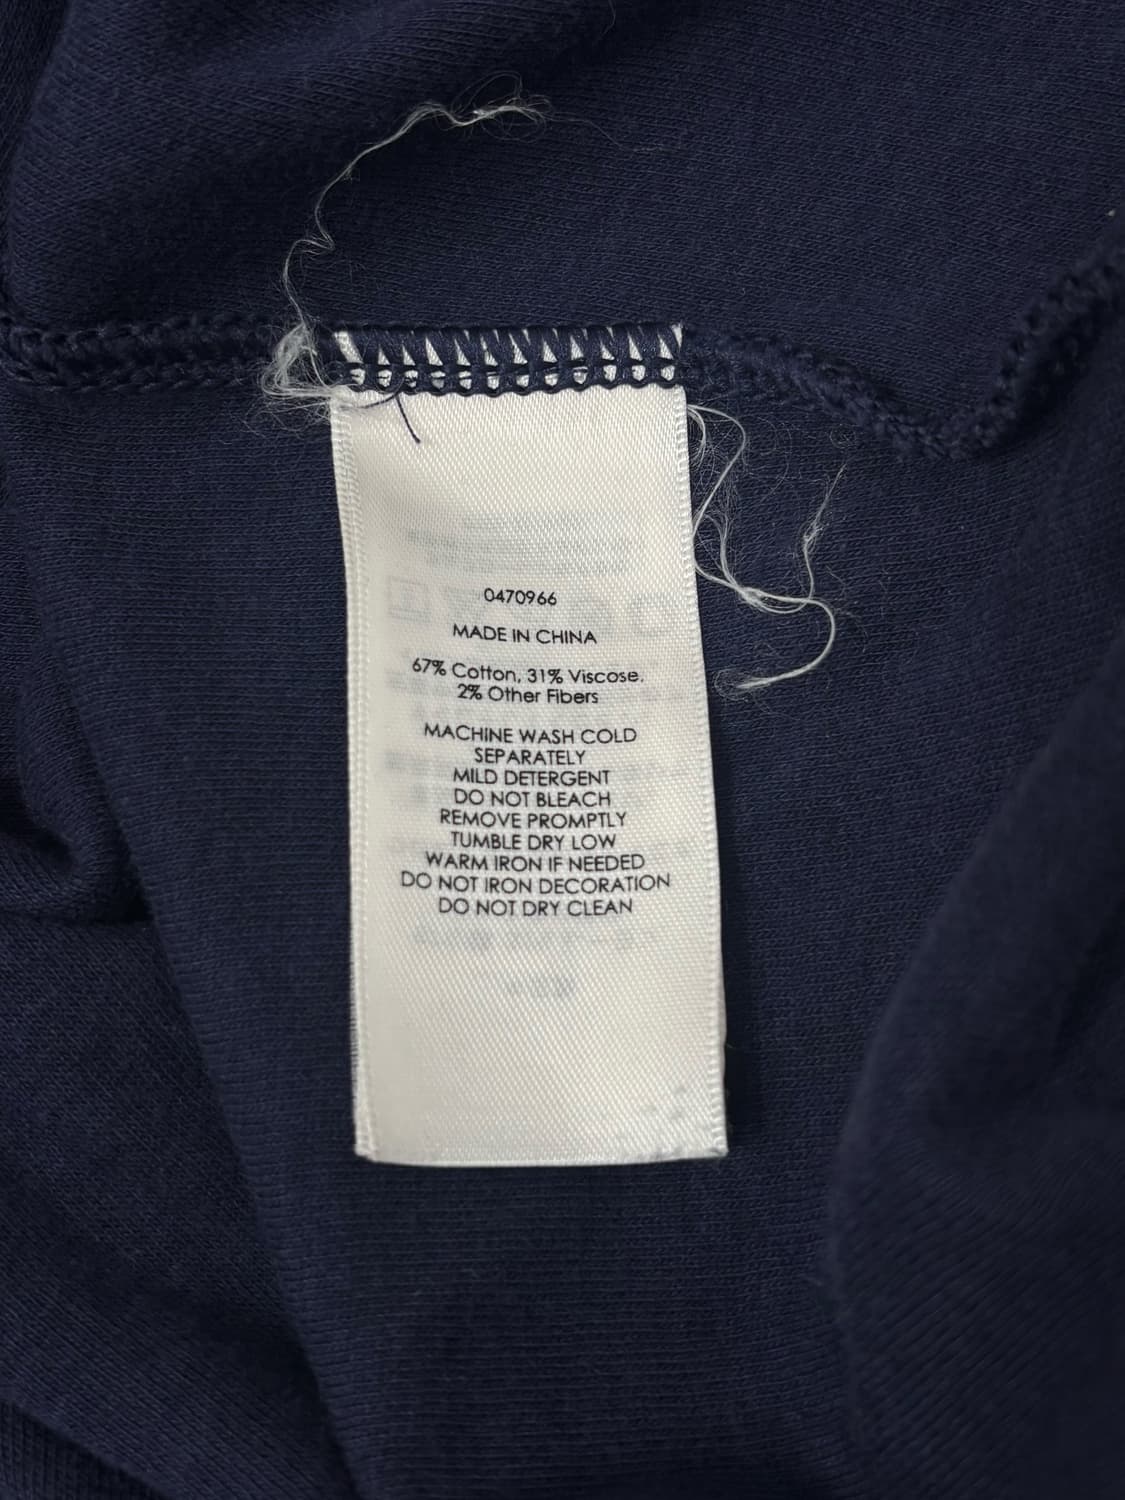 0470966
MADE IN CHINA
67% Cotton, 31% Viscose,
2% Other Fibers
MACHINE WASH COLD
SEPARATELY
MILD DETERGENT
DO NOT BLEACH
REMOVE PROMPTLY
TUMBLE DRY LOW
WARM IRON IF NEEDED
DO NOT IRON DECORATION
DO NOT DRY CLEAN